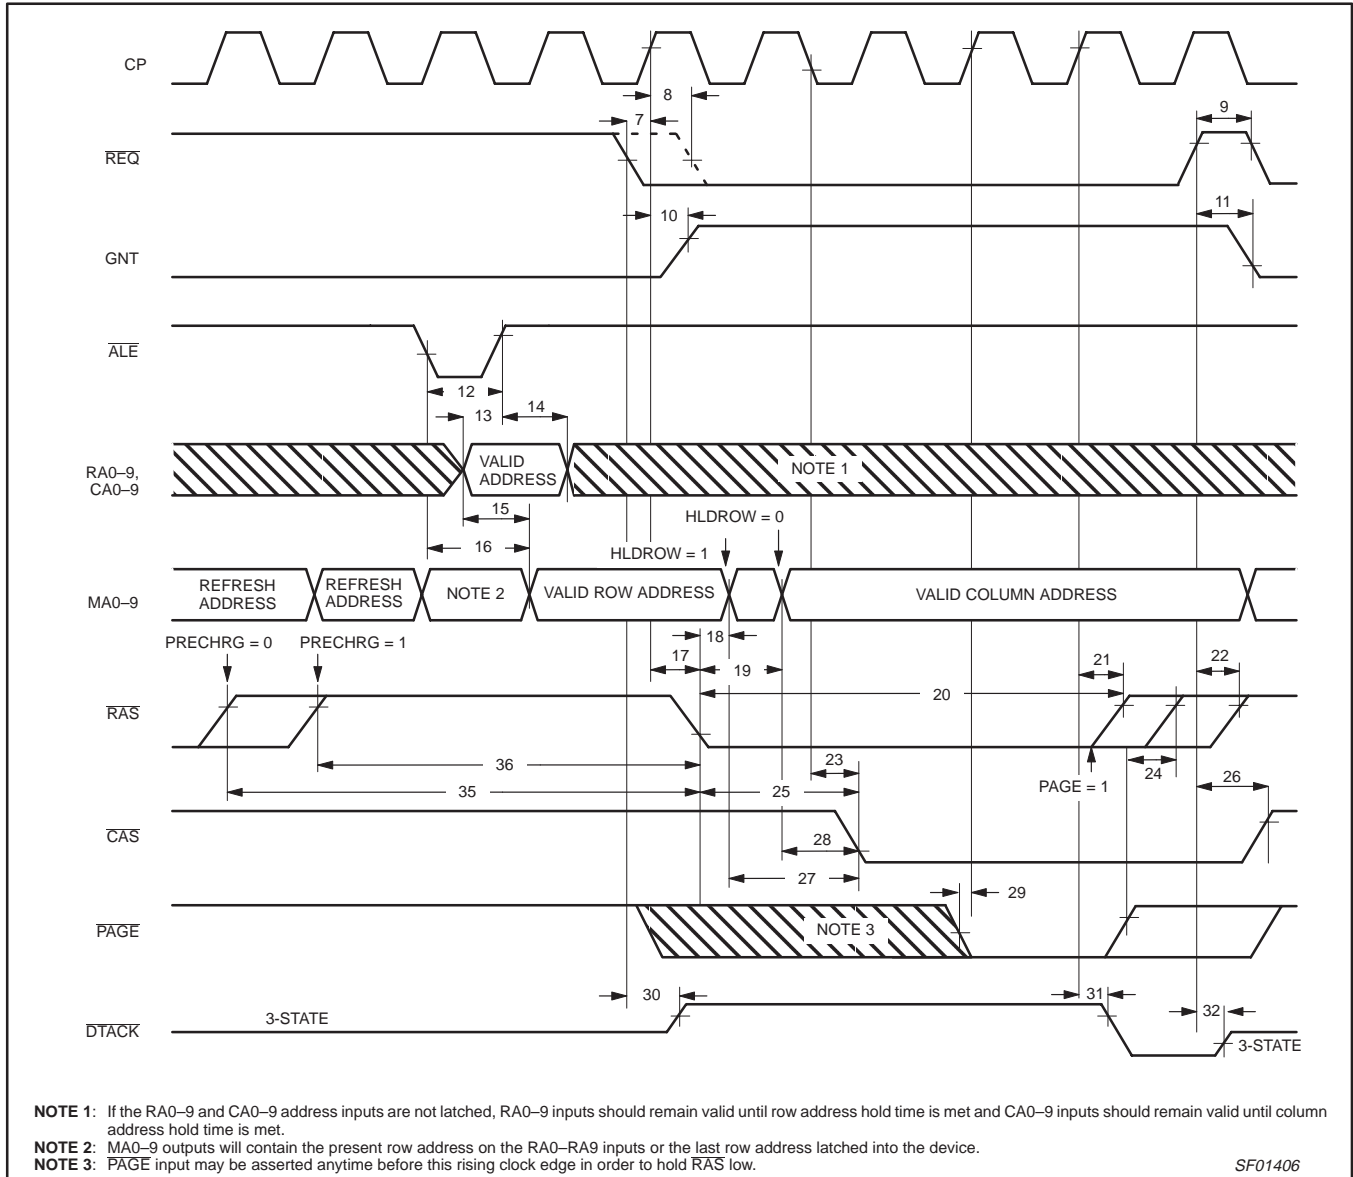 CP
8
7
9
REQ
10
11
GNT
ALE
12
13
14
RA0–9,
CA0–9
VALID
ADDRESS
NOTE 1
15
HLDROW = 0
16
HLDROW = 1
MA0–9
REFRESH
ADDRESS
REFRESH
ADDRESS
NOTE 2
VALID ROW ADDRESS
VALID COLUMN ADDRESS
PRECHRG = 0
PRECHRG = 1
18
17
19
21
22
20
RAS
36
23
24
35
25
PAGE = 1
26
CAS
28
27
29
PAGE
NOTE 3
30
31
32
DTACK
3-STATE
3-STATE
NOTE 1: If the RA0–9 and CA0–9 address inputs are not latched, RA0–9 inputs should remain valid until row address hold time is met and CA0–9 inputs should remain valid until column
address hold time is met.
NOTE 2: MA0–9 outputs will contain the present row address on the RA0–RA9 inputs or the last row address latched into the device.
NOTE 3: PAGE input may be asserted anytime before this rising clock edge in order to hold RAS low.
SF01406